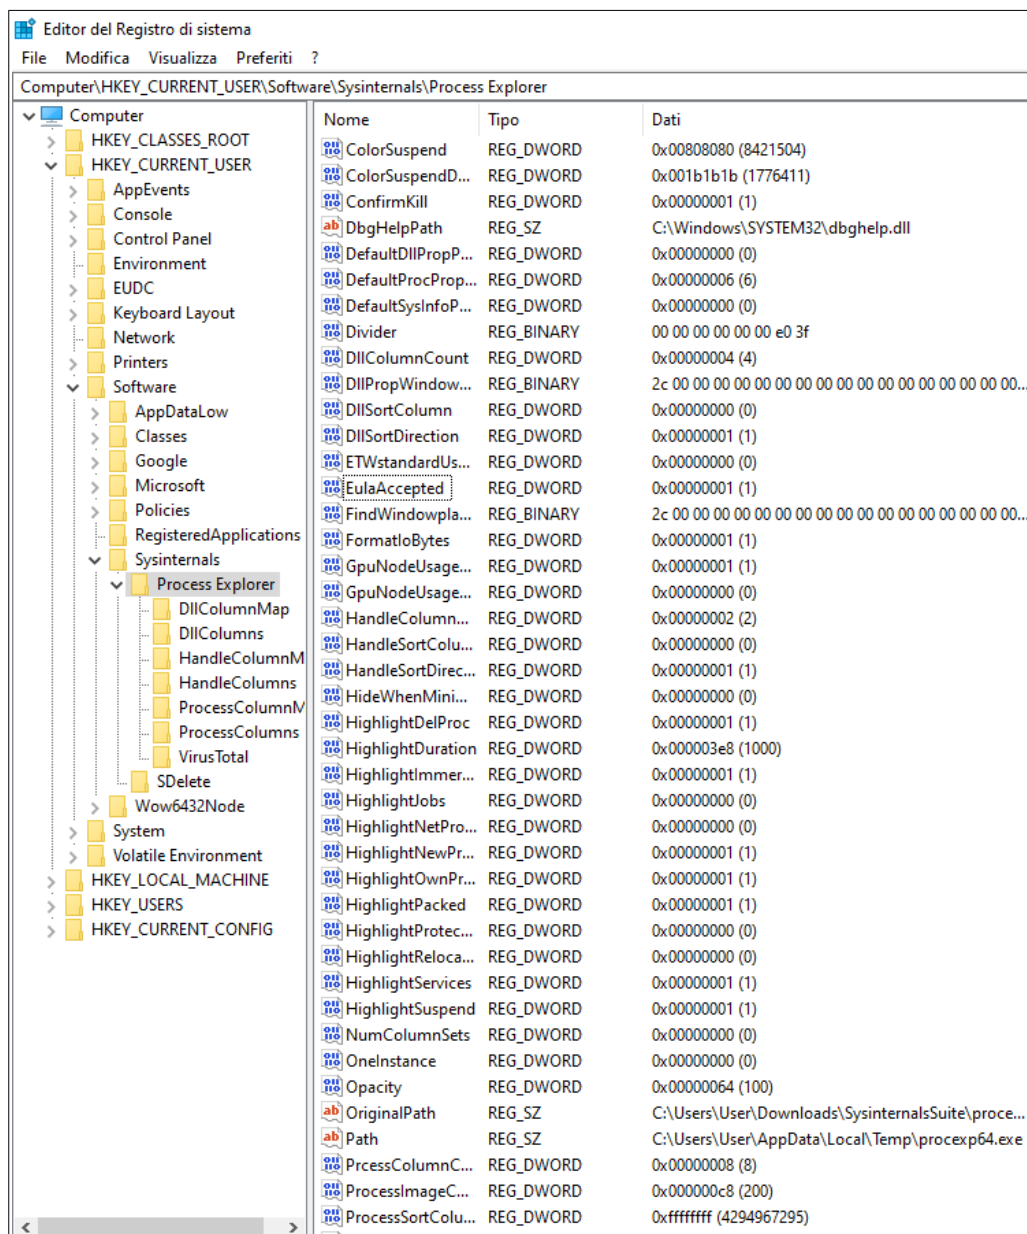 Editor del Registro di sistema
File Modifica Visualizza Preferiti ?
Computer\HKEY_CURRENT_USER\Software\Sysinternals\Process Explorer
Computer
HKEY_CLASSES_ROOT
HKEY_CURRENT_USER
AppEvents
Console
Control Panel
Environment
EUDC
Keyboard Layout
Network
Printers
Software
AppDataLow
Classes
Google
Microsoft
Policies
RegisteredApplications
Sysinternals
Process Explorer
DllColumnMap
DllColumns
HandleColumnM
HandleColumns
ProcessColumnM
ProcessColumns
VirusTotal
SDelete
Wow6432Node
System
Volatile Environment
HKEY_LOCAL_MACHINE
HKEY_USERS
HKEY_CURRENT_CONFIG
Nome Tipo Dati
ColorSuspend REG_DWORD 0x00808080 (8421504)
ColorSuspendD... REG_DWORD 0x001b1b1b (1776411)
ConfirmKill REG_DWORD 0x00000001 (1)
DbgHelpPath REG_SZ C:\Windows\SYSTEM32\dbghelp.dll
DefaultDllPropP... REG_DWORD 0x00000000 (0)
DefaultProcProp... REG_DWORD 0x00000006 (6)
DefaultSysInfoP... REG_DWORD 0x00000000 (0)
Divider REG_BINARY 00 00 00 00 00 00 e0 3f
DllColumnCount REG_DWORD 0x00000004 (4)
DllPropWindow... REG_BINARY 2c 00 00 00 00 00 00 00 00 00 00 00 00 00 00 00 00 00...
DllSortColumn REG_DWORD 0x00000000 (0)
DllSortDirection REG_DWORD 0x00000001 (1)
ETWstandardUs... REG_DWORD 0x00000000 (0)
EulaAccepted REG_DWORD 0x00000001 (1)
FindWindowpla... REG_BINARY 2c 00 00 00 00 00 00 00 00 00 00 00 00 00 00 00 00 00...
FormatIoBytes REG_DWORD 0x00000001 (1)
GpuNodeUsage... REG_DWORD 0x00000001 (1)
GpuNodeUsage... REG_DWORD 0x00000000 (0)
HandleColumn... REG_DWORD 0x00000002 (2)
HandleSortColu... REG_DWORD 0x00000000 (0)
HandleSortDirec... REG_DWORD 0x00000001 (1)
HideWhenMini... REG_DWORD 0x00000000 (0)
HighlightDelProc REG_DWORD 0x00000001 (1)
HighlightDuration REG_DWORD 0x000003e8 (1000)
HighlightImmer... REG_DWORD 0x00000001 (1)
HighlightJobs REG_DWORD 0x00000000 (0)
HighlightNetPro... REG_DWORD 0x00000000 (0)
HighlightNewPr... REG_DWORD 0x00000001 (1)
HighlightOwnPr... REG_DWORD 0x00000001 (1)
HighlightPacked REG_DWORD 0x00000001 (1)
HighlightProtec... REG_DWORD 0x00000000 (0)
HighlightReloca... REG_DWORD 0x00000000 (0)
HighlightServices REG_DWORD 0x00000001 (1)
HighlightSuspend REG_DWORD 0x00000001 (1)
NumColumnSets REG_DWORD 0x00000000 (0)
OneInstance REG_DWORD 0x00000000 (0)
Opacity REG_DWORD 0x00000064 (100)
OriginalPath REG_SZ C:\Users\User\Downloads\SysinternalsSuite\proce...
Path REG_SZ C:\Users\User\AppData\Local\Temp\procexp64.exe
PrcessColumnC... REG_DWORD 0x00000008 (8)
ProcessImageC... REG_DWORD 0x000000c8 (200)
ProcessSortColu... REG_DWORD 0xffffffff (4294967295)